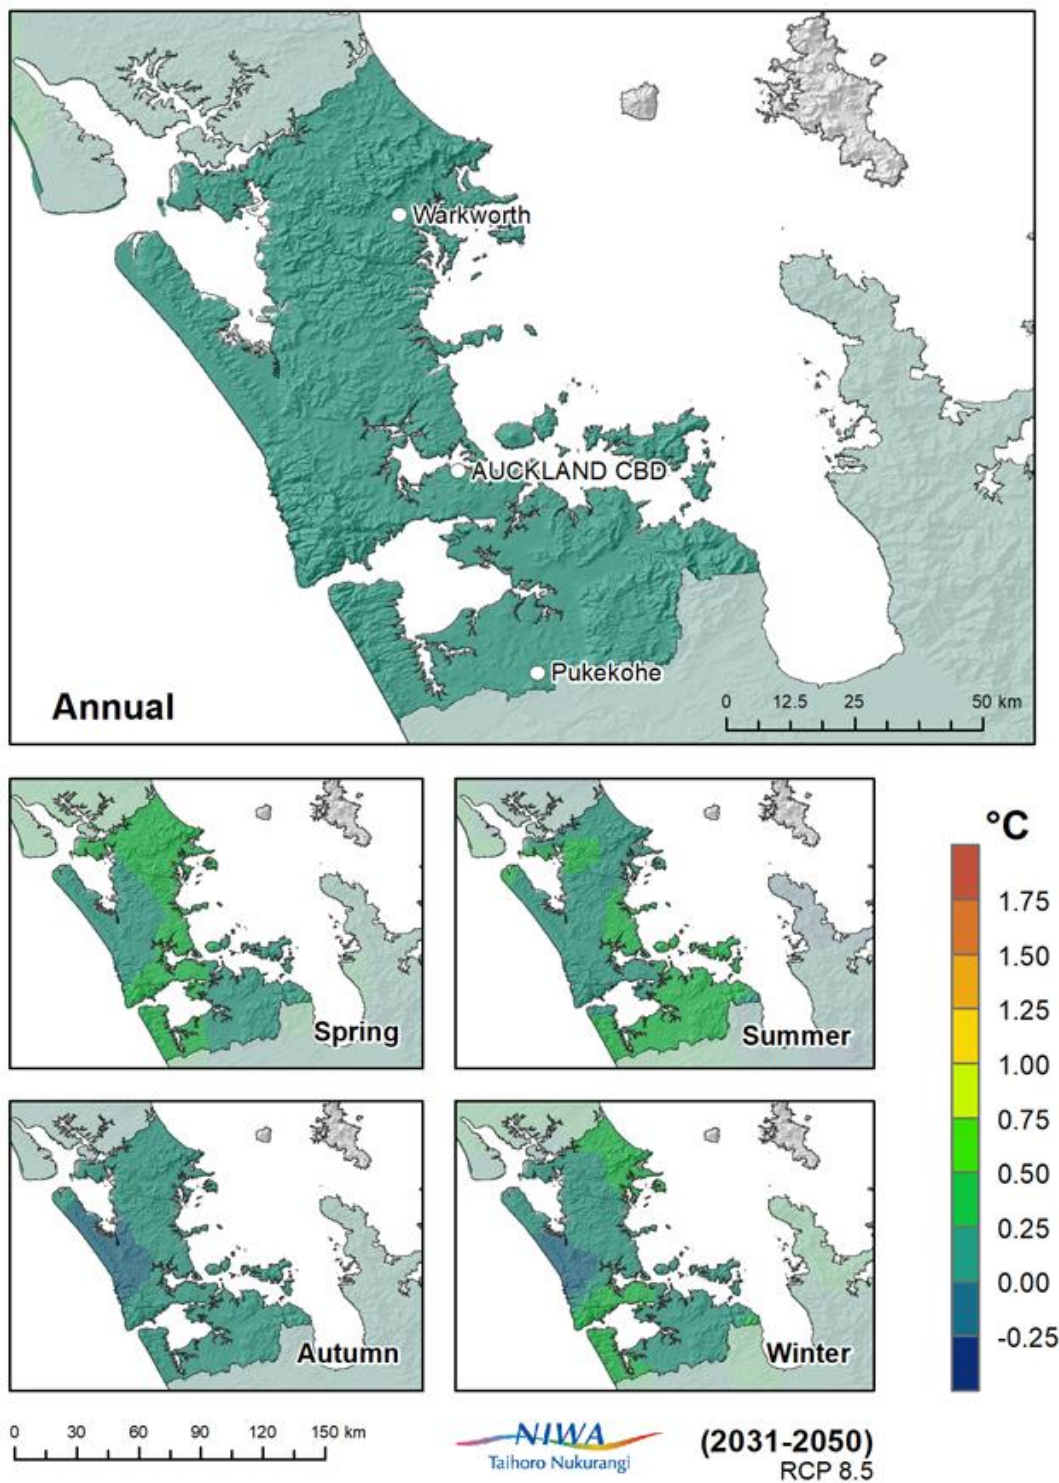 Warkworth
AUCKLAND CBD
Pukekohe
Annual
0 12.5 25 50 km
Spring
Summer
Autumn
Winter
°C
1.75
1.50
1.25
1.00
0.75
0.50
0.25
0.00
-0.25
0 30 60 90 120 150 km
NIWA
Taihoro Nukurangi
(2031-2050)
RCP 8.5